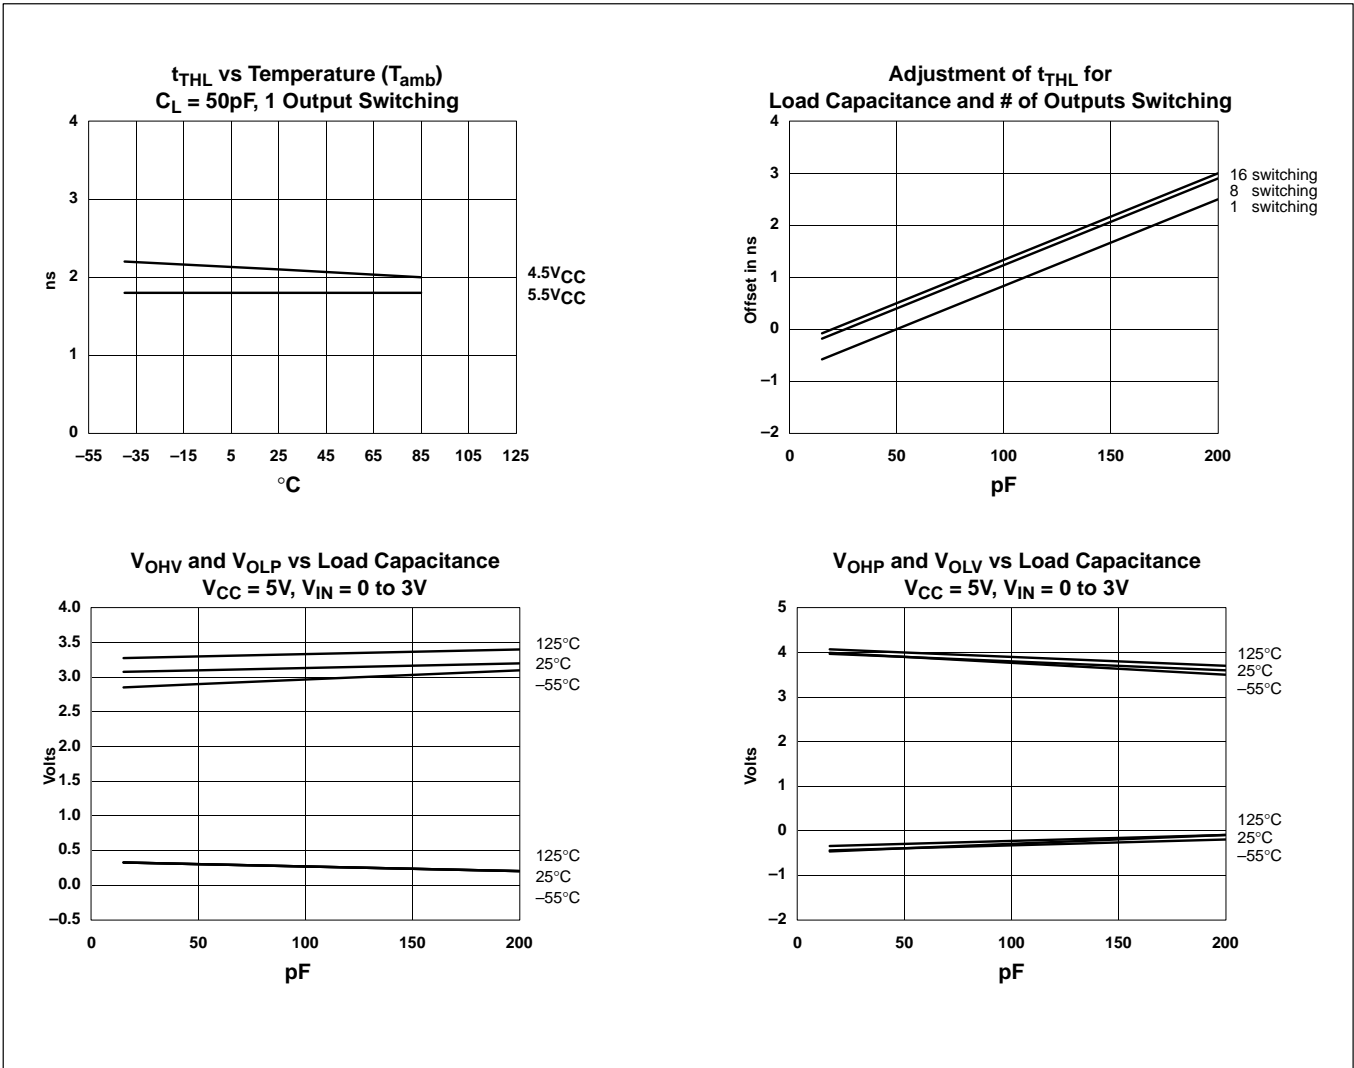 tTHL vs Temperature (Tamb)
CL = 50pF, 1 Output Switching
4
3
2
1
0
ns
–55 –35 –15 5 25 45 65 85 105 125
°C
4.5VCC
5.5VCC
Adjustment of tTHL for
Load Capacitance and # of Outputs Switching
4
3
2
1
0
–1
–2
Offset in ns
0 50 100 150 200
pF
16 switching
8 switching
1 switching
VOHV and VOLP vs Load Capacitance
VCC = 5V, VIN = 0 to 3V
4.0
3.5
3.0
2.5
2.0
1.5
1.0
0.5
0.0
–0.5
Volts
0 50 100 150 200
pF
125°C
25°C
–55°C
125°C
25°C
–55°C
VOHP and VOLV vs Load Capacitance
VCC = 5V, VIN = 0 to 3V
5
4
3
2
1
0
–1
–2
Volts
0 50 100 150 200
pF
125°C
25°C
–55°C
125°C
25°C
–55°C